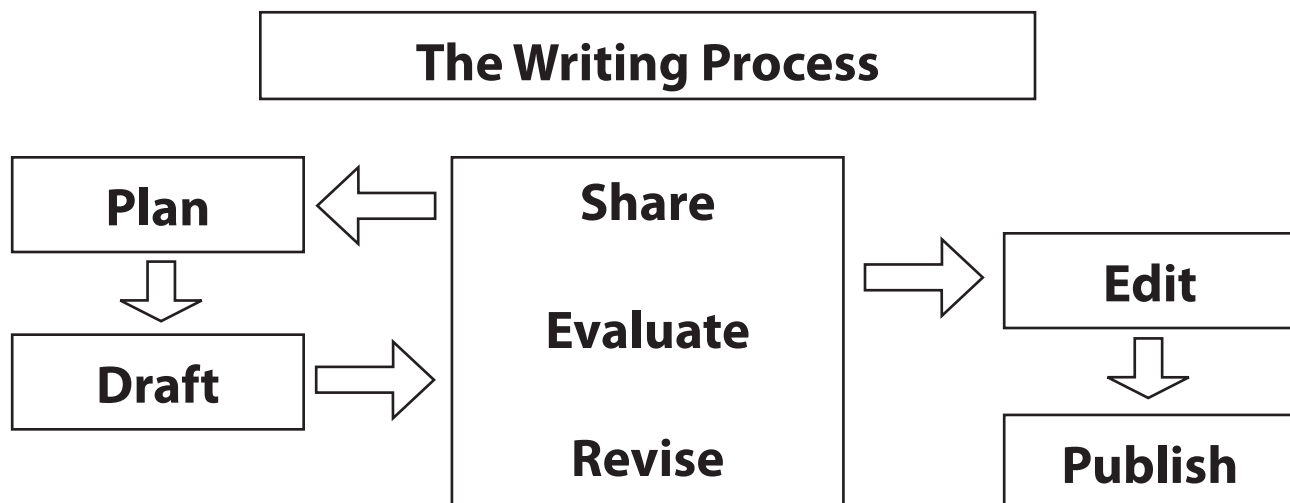 The Writing Process
Plan
Draft
Share
Evaluate
Revise
Edit
Publish